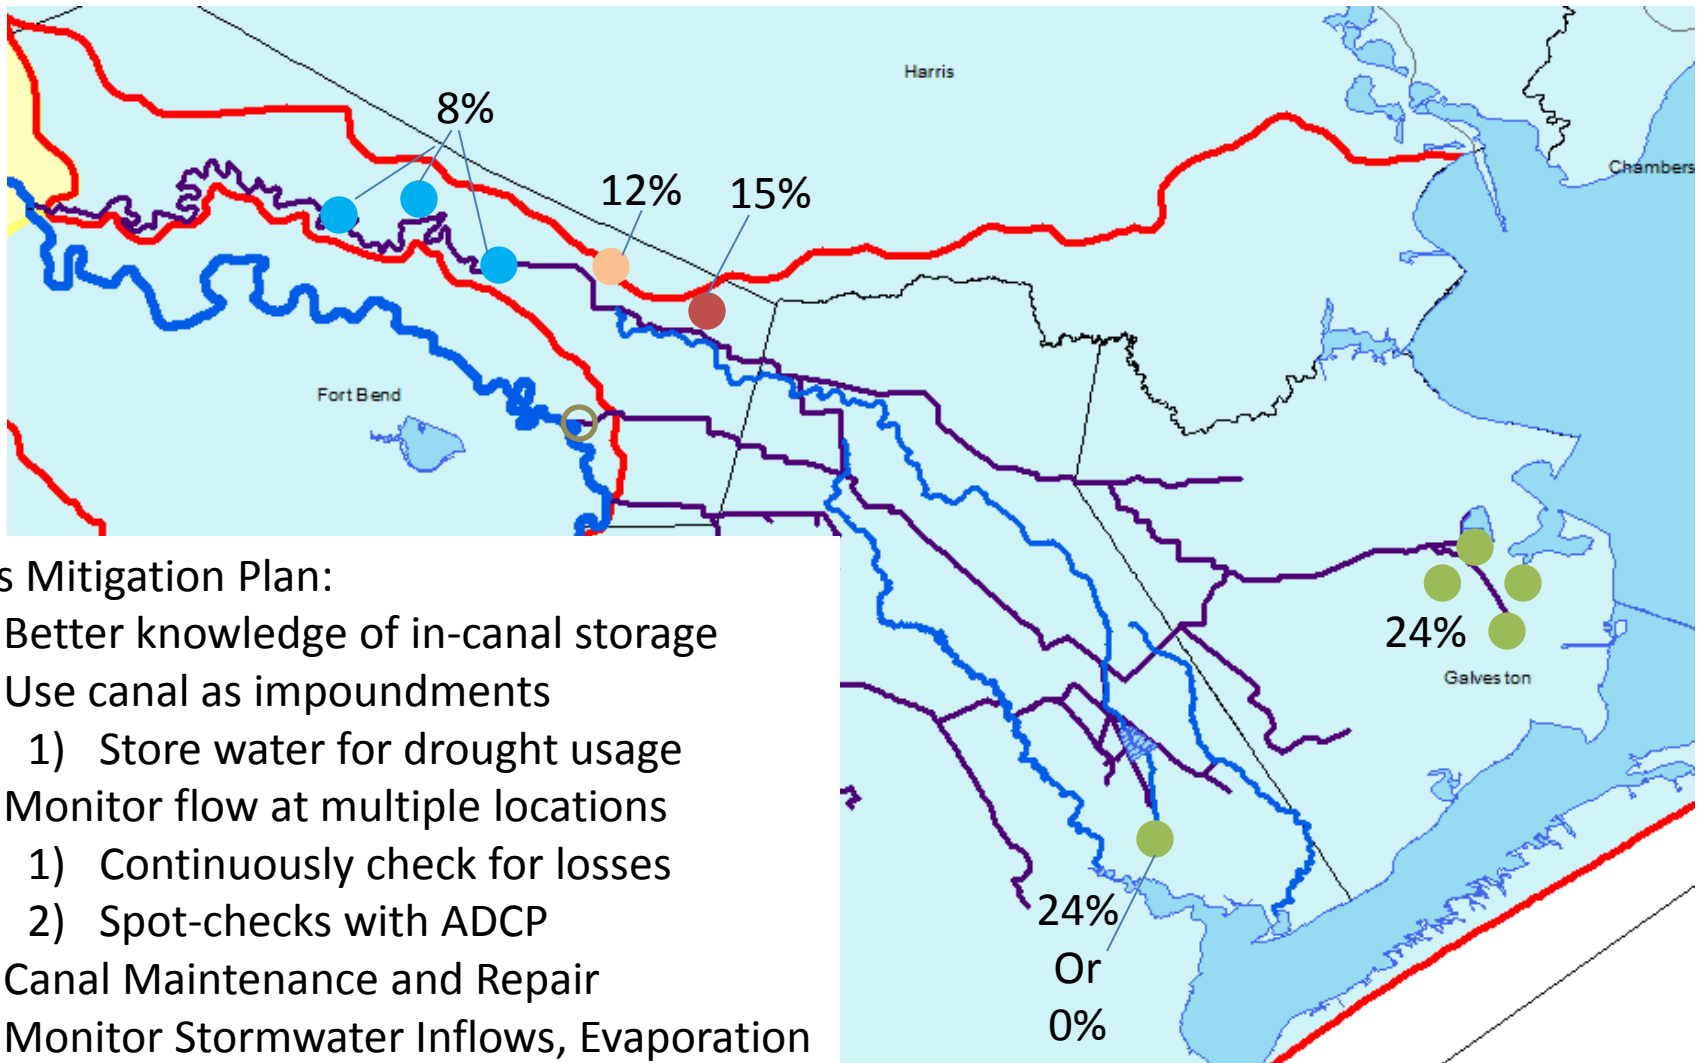 Harris
8%
Chambers
12%
15%
Fort Bend
s Mitigation Plan:
Better knowledge of in-canal storage
Use canal as impoundments
1) Store water for drought usage
Monitor flow at multiple locations
1) Continuously check for losses
2) Spot-checks with ADCP
Canal Maintenance and Repair
Monitor Stormwater Inflows, Evaporation
24%
Galveston
24%
Or
0%